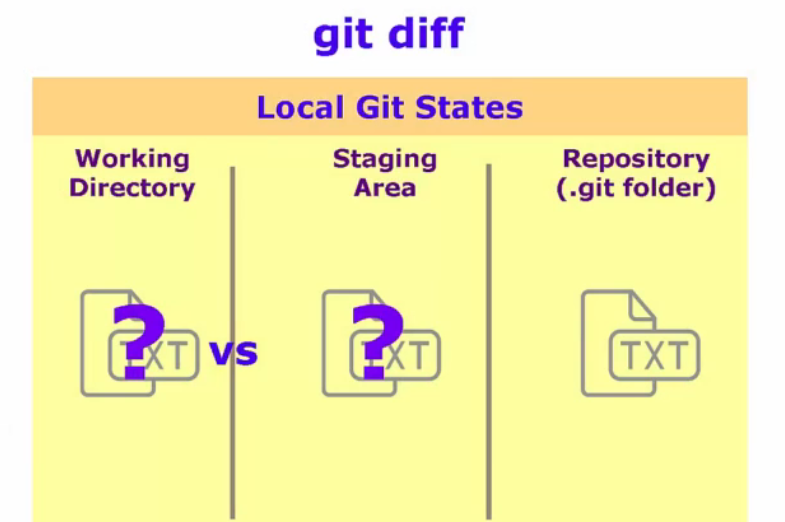 git diff
Local Git States
Working
Directory
Staging
Area
Repository
(.git folder)
?
TXT
vs
?
TXT
TXT